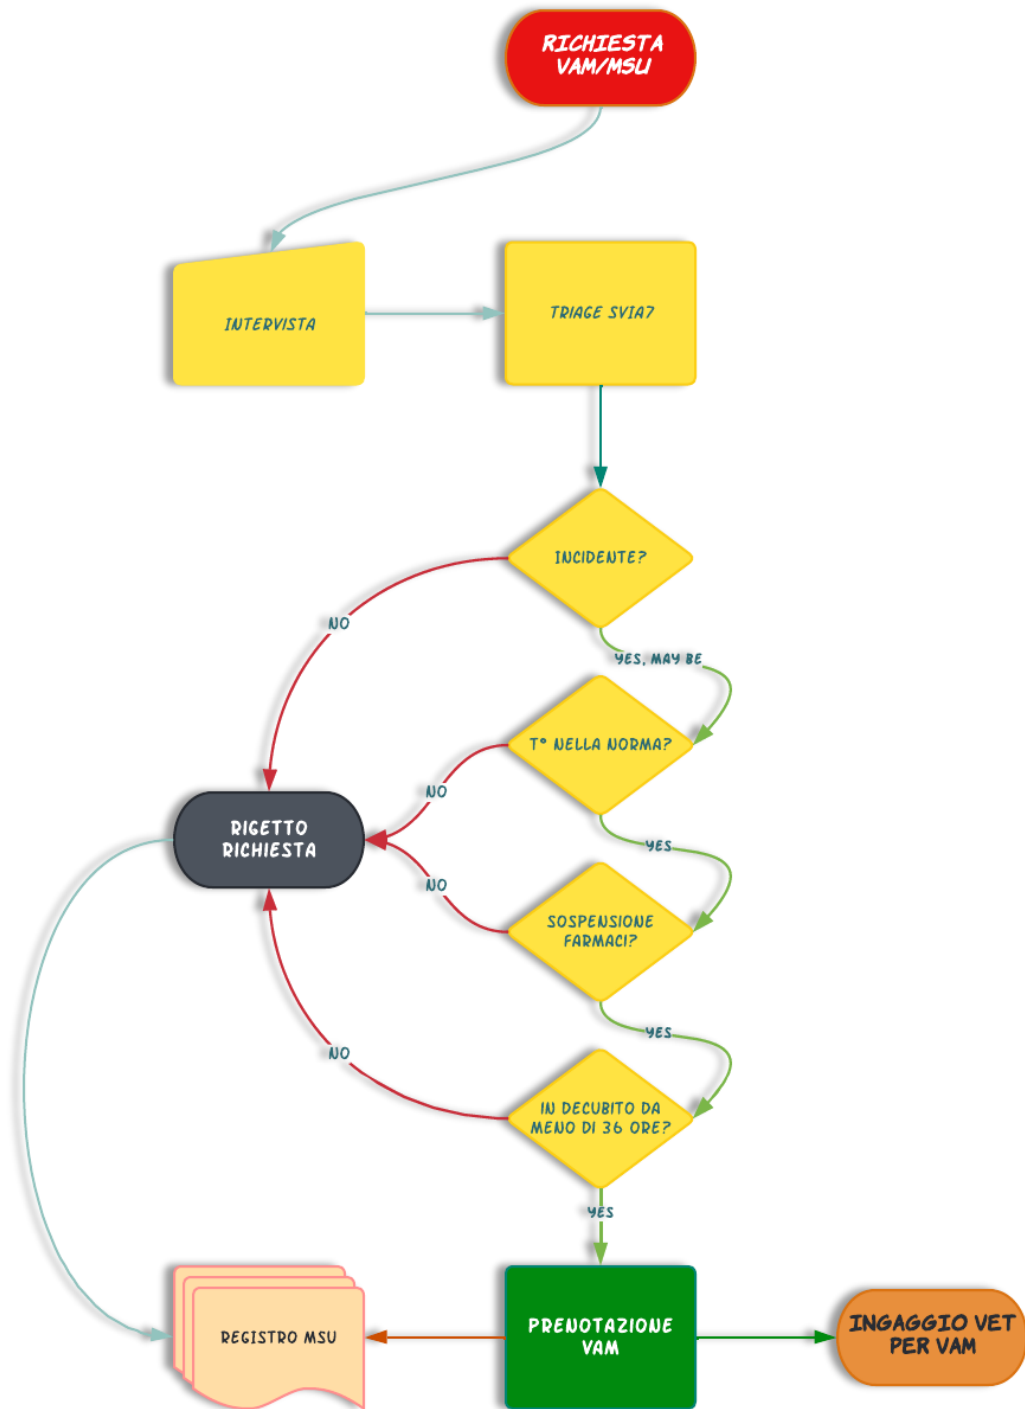 RICHIESTA
VAM/MSU
INTERVISTA
TRIAGE SVIA7
INCIDENTE?
NO
YES, MAY BE
T° NELLA NORMA?
NO
YES
RIGETTO
RICHIESTA
NO
SOSPENSIONE
FARMACI?
YES
NO
IN DECUBITO DA
MENO DI 36 ORE?
YES
REGISTRO MSU
PRENOTAZIONE
VAM
INGAGGIO VET
PER VAM